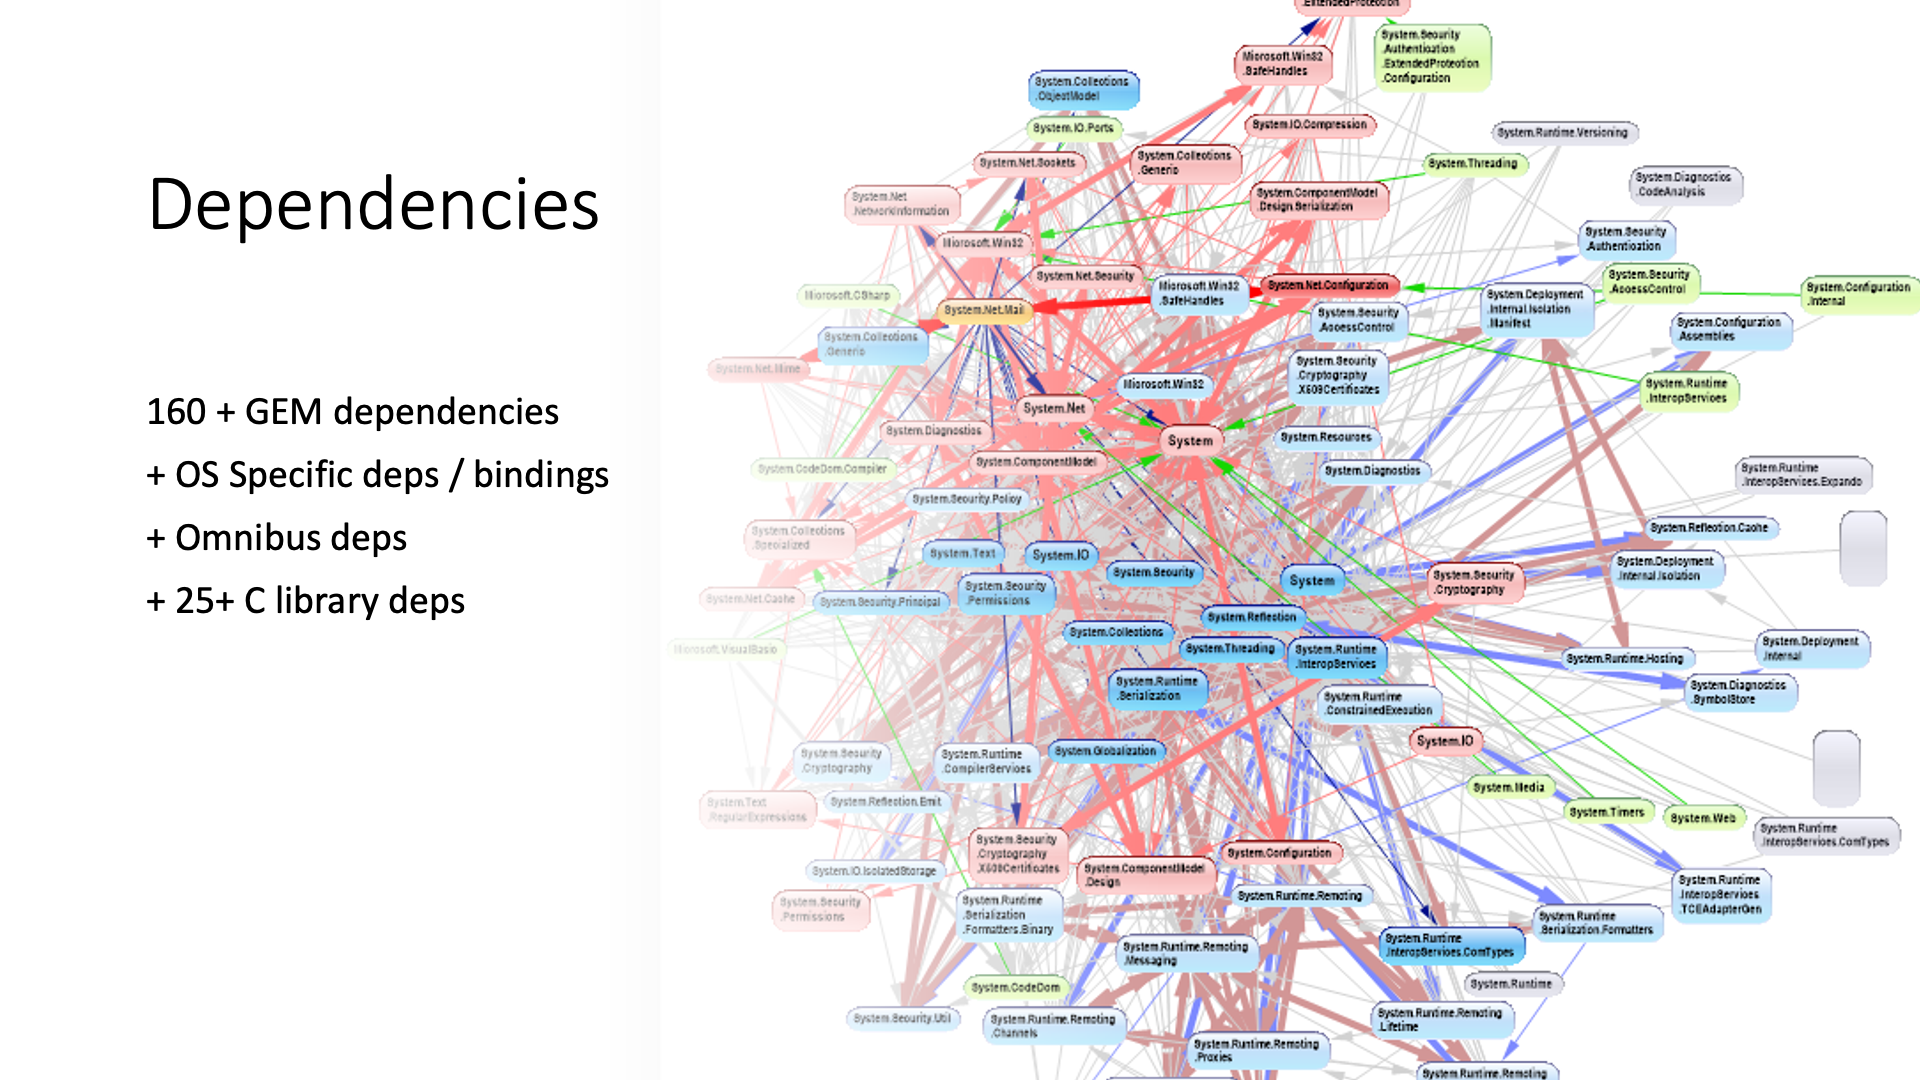 Dependencies
160 + GEM dependencies
+ OS Specific deps / bindings
+ Omnibus deps
+ 25+ C library deps
.ExtendedProtection
System.Security
.Authentication
.ExtendedProtection
.Configuration
Microsoft.Win32
.SafeHandles
System.Collections
.ObjectModel
System.IO.Ports
System.IO.Compression
System.Runtime.Versioning
System.Net.Sockets
System.Collections
.Generic
System.Threading
System.Diagnostics
.CodeAnalysis
System.Net
.NetworkInformation
System.ComponentModel
.Design.Serialization
Microsoft.Win32
System.Security
.Authentication
System.Net.Security
Microsoft.Win32
.SafeHandles
System.Net.Configuration
System.Security
.AccessControl
System.Configuration
.Internal
Microsoft.CSharp
System.Net.Mail
System.Security
.AccessControl
System.Deployment
.Internal.Isolation
.Manifest
System.Configuration
.Assemblies
System.Collections
.Generic
System.Net.Mime
Microsoft.Win32
System.Security
.Cryptography
.X509Certificates
System.Runtime
.InteropServices
System.Net
System.Diagnostics
System
System.Resources
System.CodeDom.Compiler
System.ComponentModel
System.Diagnostics
System.Runtime
.InteropServices.Expando
System.Security.Policy
System.Collections
.Specialized
System.Reflection.Cache
System.Text
System.IO
System.Security
System
System.Security
.Cryptography
System.Deployment
.Internal.Isolation
System.Net.Cache
System.Security.Principal
System.Security
.Permissions
System.Reflection
System.Collections
System.Threading
System.Runtime
.InteropServices
System.Runtime.Hosting
System.Deployment
.Internal
Microsoft.VisualBasic
System.Runtime
.Serialization
System.Runtime
.ConstrainedExecution
System.Diagnostics
.SymbolStore
System.Security
.Cryptography
System.Runtime
.CompilerServices
System.Globalization
System.IO
System.Media
System.Text
.RegularExpressions
System.Reflection.Emit
System.Timers
System.Web
System.Runtime
.InteropServices.ComTypes
System.Security
.Cryptography
.X509Certificates
System.IO.IsolatedStorage
System.ComponentModel
.Design
System.Configuration
System.Runtime
.InteropServices
.TCEAdapterGen
System.Security
.Permissions
System.Runtime
.Serialization
.Formatters.Binary
System.Runtime.Remoting
System.Runtime
.Serialization.Formatters
System.Runtime.Remoting
.Messaging
System.Runtime
.InteropServices.ComTypes
System.CodeDom
System.Runtime
System.Security.Util
System.Runtime.Remoting
.Channels
System.Runtime.Remoting
.Lifetime
System.Runtime.Remoting
.Proxies
System.Runtime.Remoting